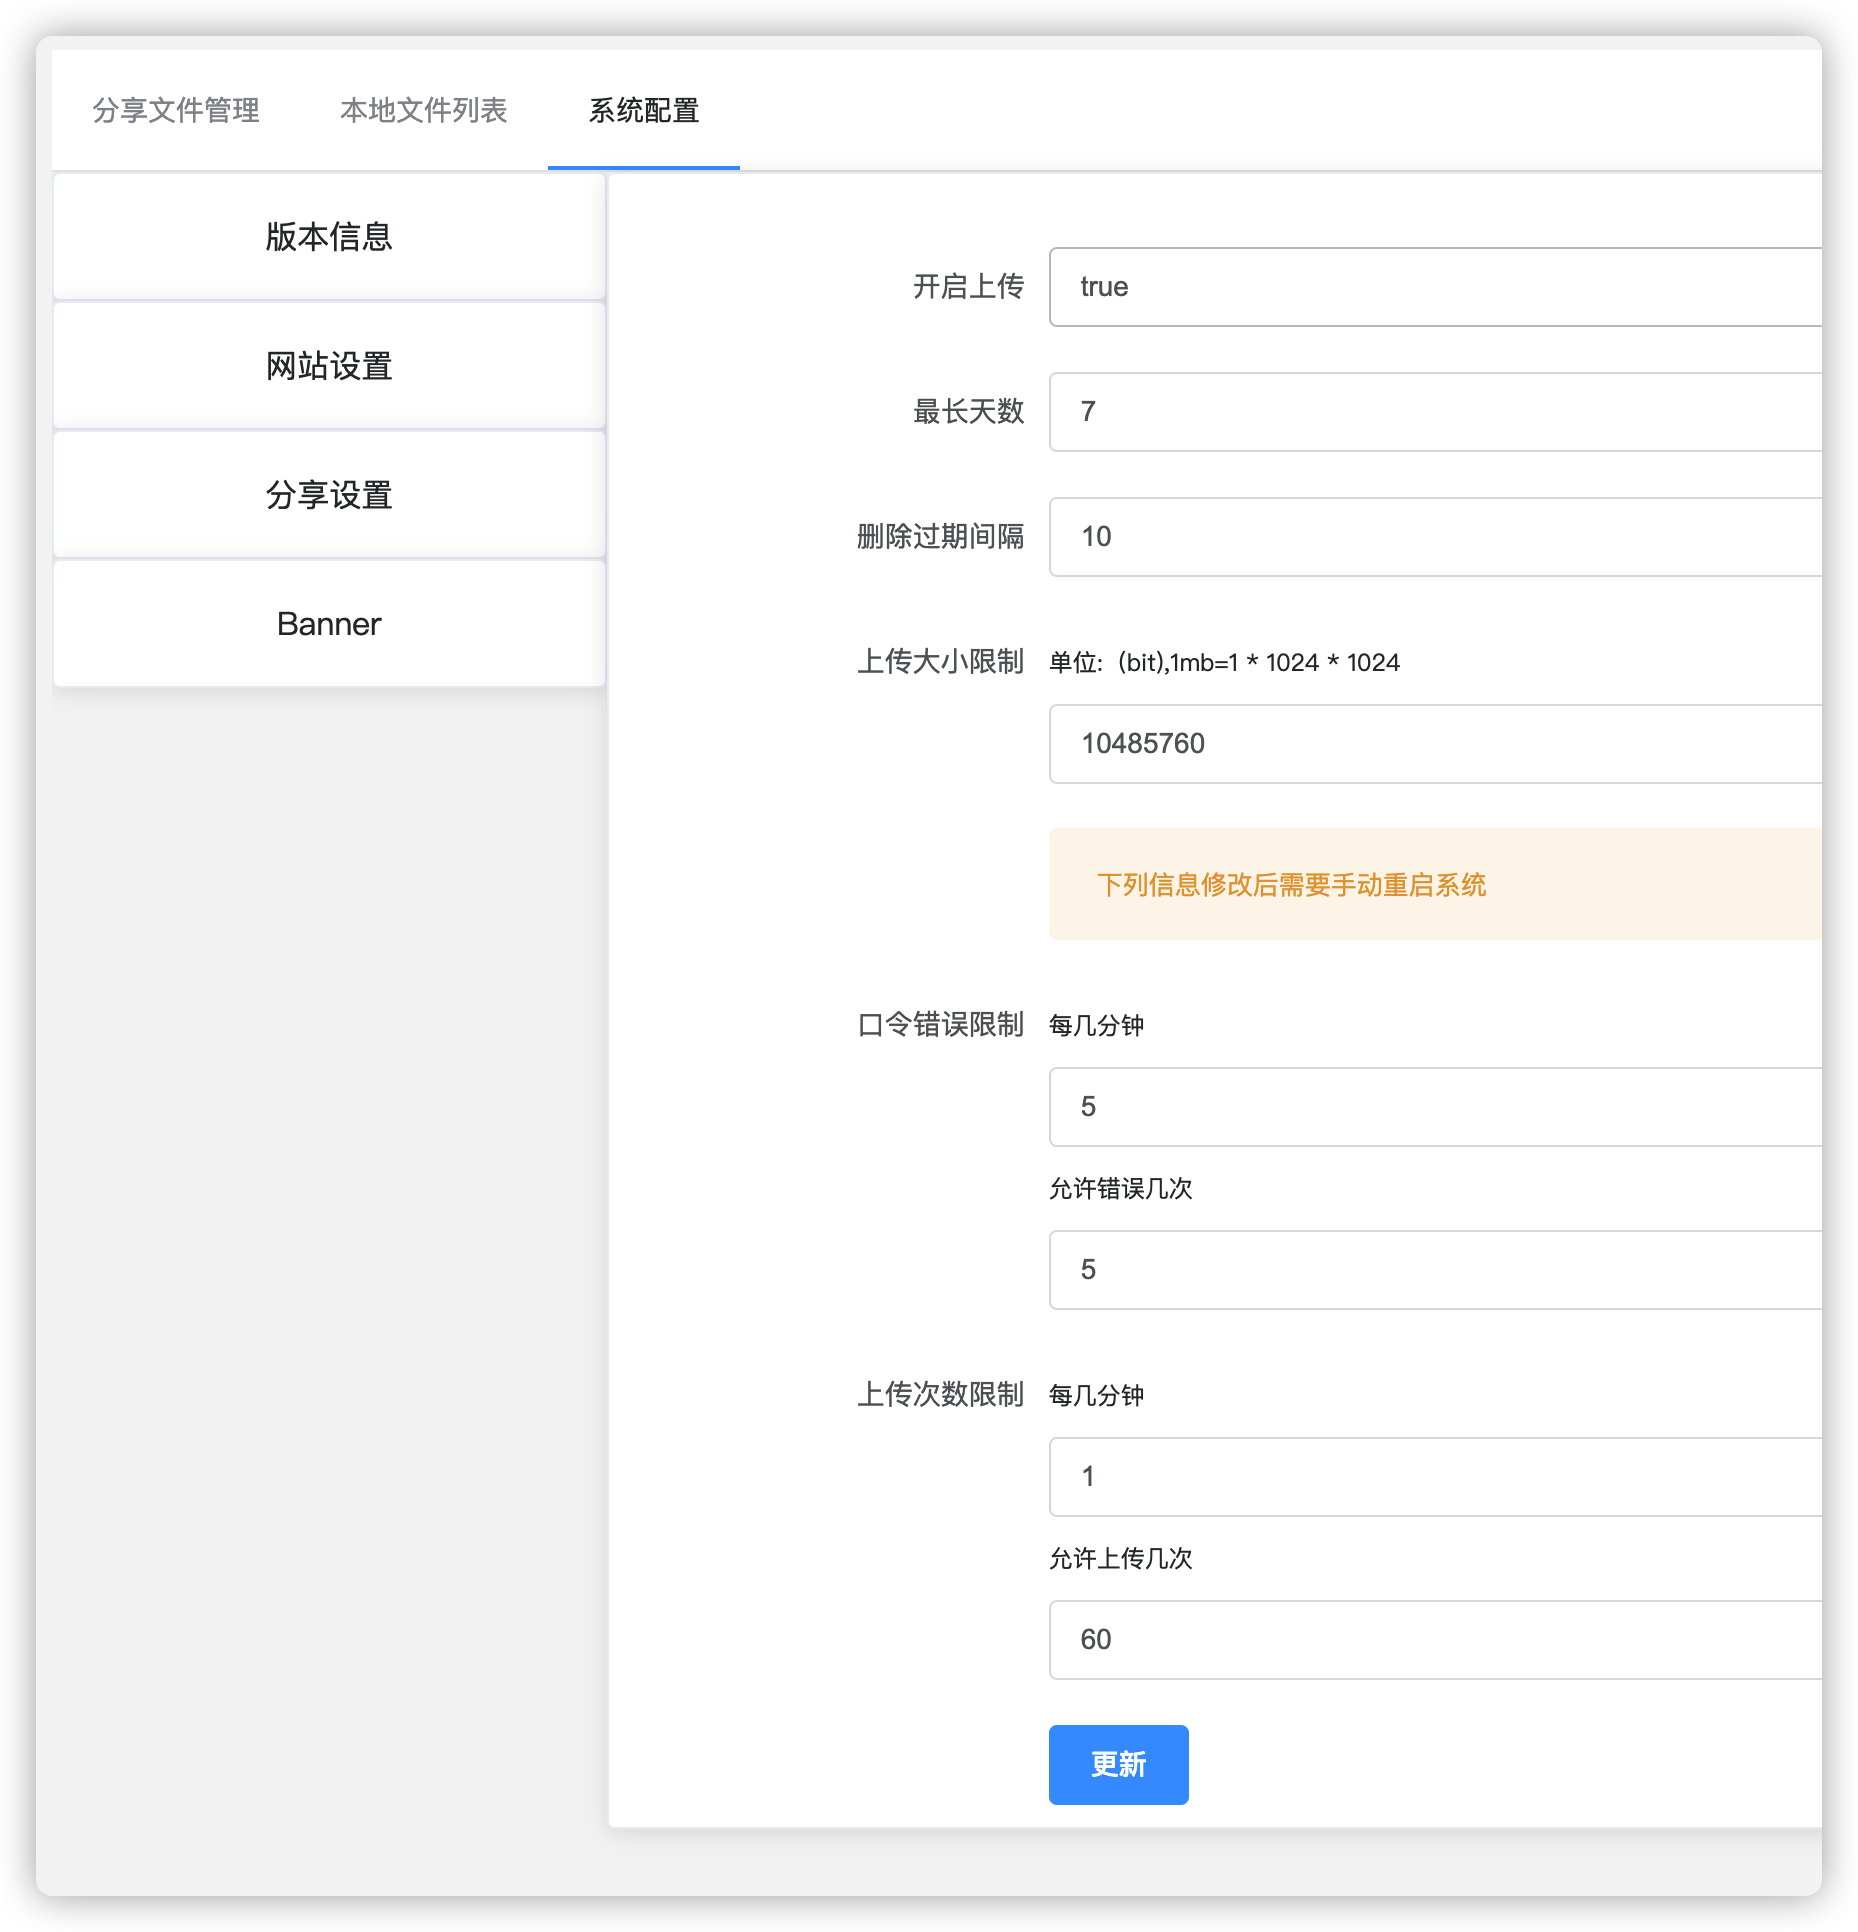 分享文件管理
本地文件列表
系统配置
版本信息
网站设置
分享设置
Banner
开启上传
true
最长天数
7
删除过期间隔
10
上传大小限制
单位:  (bit),1mb=1 * 1024 * 1024
10485760
下列信息修改后需要手动重启系统
口令错误限制
每几分钟
5
允许错误几次
5
上传次数限制
每几分钟
1
允许上传几次
60
更新